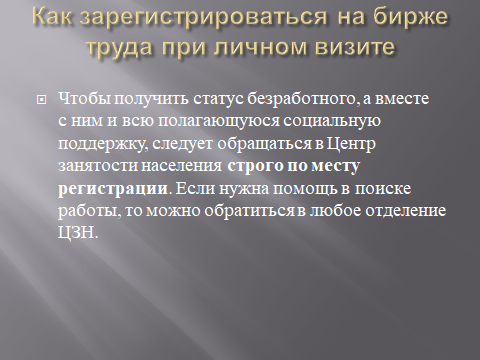 Как зарегистрироваться на бирже
труда при личном визите
Чтобы получить статус безработного, а вместе
с ним и всю полагающуюся социальную
поддержку, следует обращаться в Центр
занятости населения строго по месту
регистрации. Если нужна помощь в поиске
работы, то можно обратиться в любое отделение
ЦЗН.